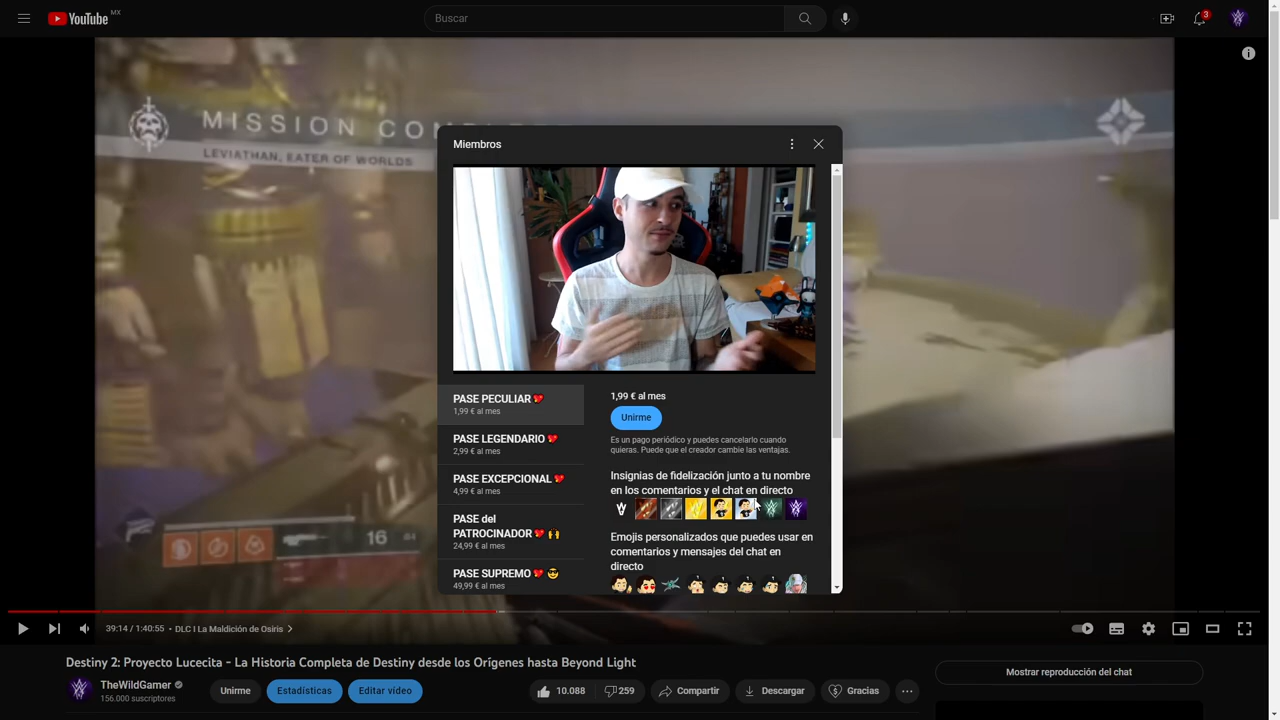 YouTube MX
Buscar
3
MISSION COMP
LEVIATHAN, EATER OF WORLDS
Miembros
PASE PECULIAR
1,99 € al mes
PASE LEGENDARIO
2,99 € al mes
PASE EXCEPCIONAL
4,99 € al mes
PASE del
PATROCINADOR
24,99 € al mes
PASE SUPREMO
49,99 € al mes
1,99 € al mes
Unirme
Es un pago periódico y puedes cancelarlo cuando
quieras. Puede que el creador cambie las ventajas.
Insignias de fidelización junto a tu nombre
en los comentarios y el chat en directo
Emojis personalizados que puedes usar en
comentarios y mensajes del chat en
directo
16
39:14 / 1:40:55 • DLC I La Maldición de Osiris
Destiny 2: Proyecto Lucecita - La Historia Completa de Destiny desde los Orígenes hasta Beyond Light
Mostrar reproducción del chat
TheWildGamer
156.000 suscriptores
Unirme
Estadísticas
Editar vídeo
10.088
259
Compartir
Descargar
Gracias